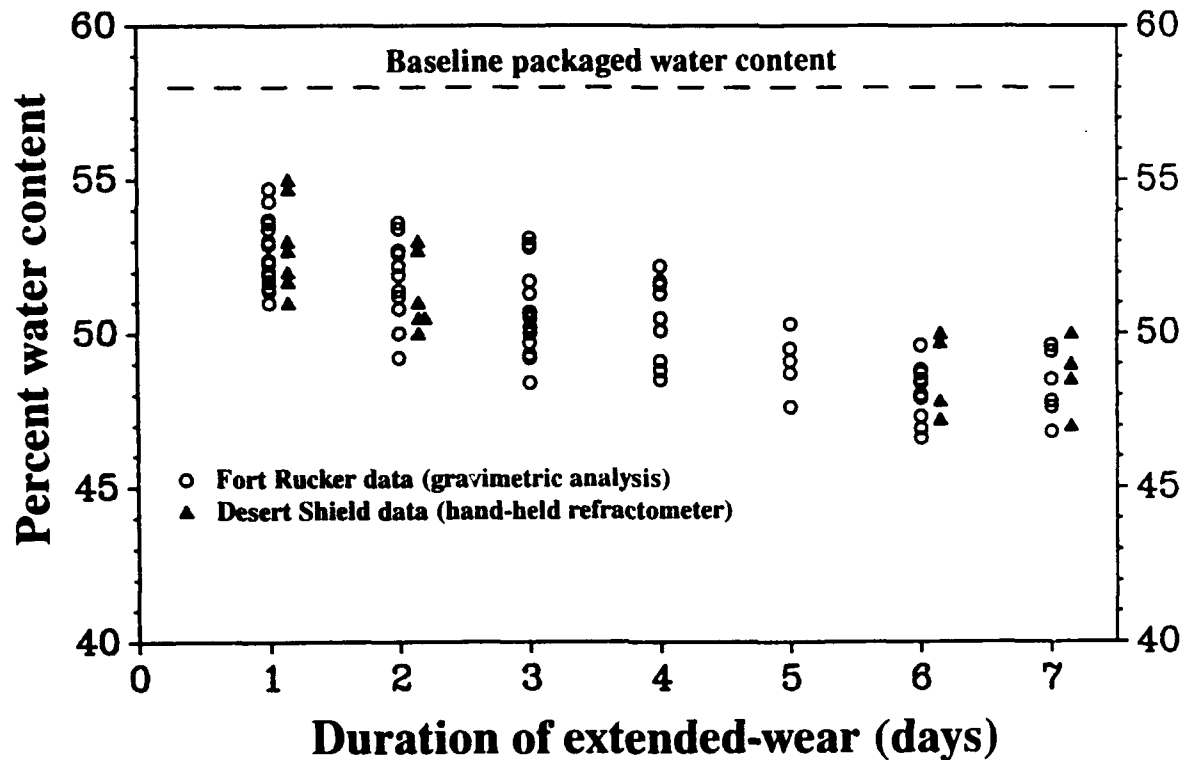 Percent water content
60
55
50
45
40
Baseline packaged water content
○ Fort Rucker data (gravimetric analysis)
▲ Desert Shield data (hand-held refractometer)
60
55
50
45
40
0 1 2 3 4 5 6 7
Duration of extended-wear (days)